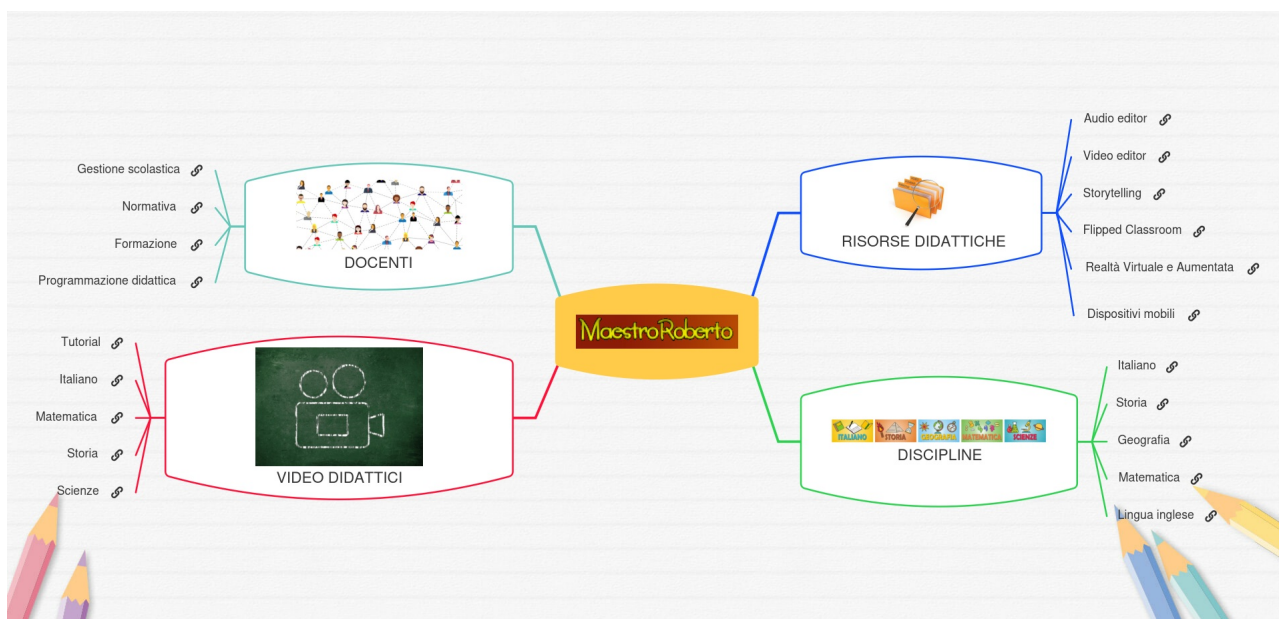 MaestroRoberto
DOCENTI
Gestione scolastica
Normativa
Formazione
Programmazione didattica
VIDEO DIDATTICI
Tutorial
Italiano
Matematica
Storia
Scienze
RISORSE DIDATTICHE
Audio editor
Video editor
Storytelling
Flipped Classroom
Realtà Virtuale e Aumentata
Dispositivi mobili
ITALIANO STORIA GEOGRAFIA MATEMATICA SCIENZE
DISCIPLINE
Italiano
Storia
Geografia
Matematica
Lingua inglese